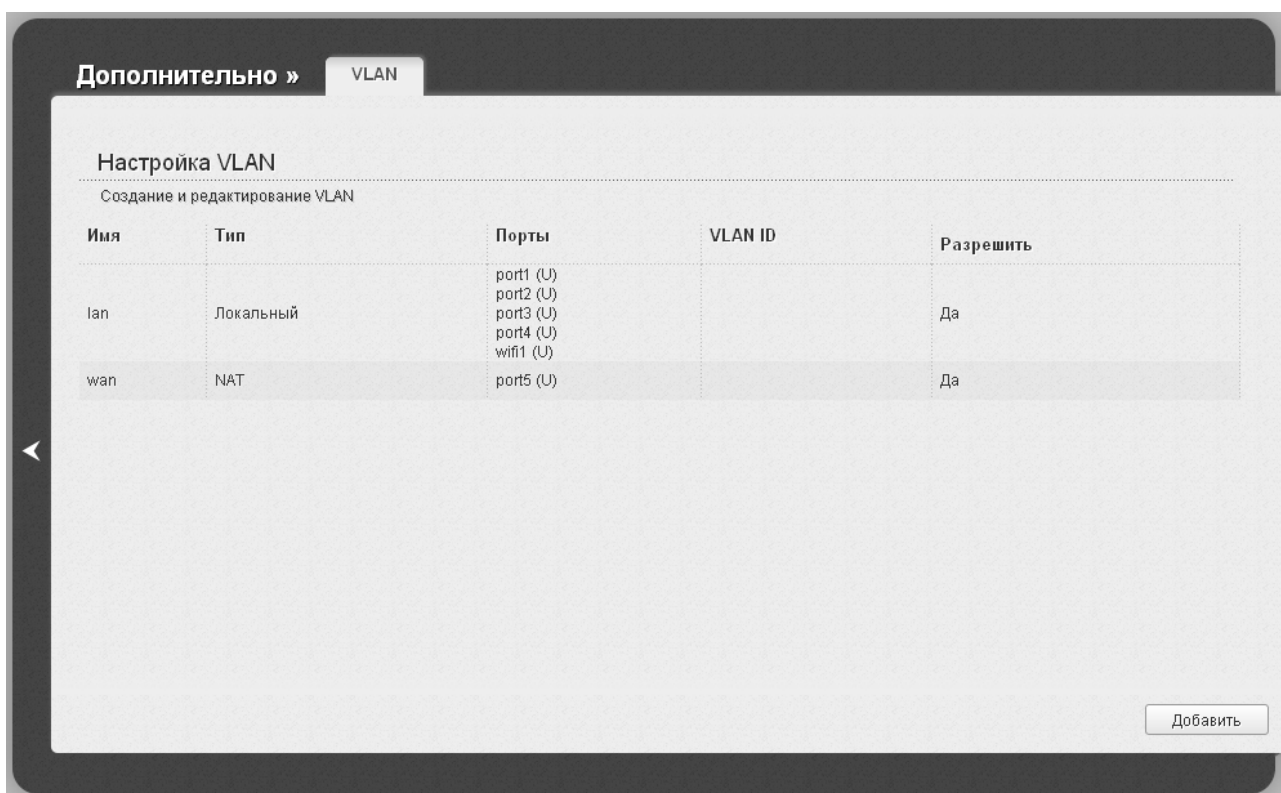 Дополнительно »
VLAN
Настройка VLAN
Создание и редактирование VLAN
Имя Тип Порты VLAN ID Разрешить
lan Локальный port1 (U) Да
port2 (U)
port3 (U)
port4 (U)
wifi1 (U)
wan NAT port5 (U) Да
Добавить